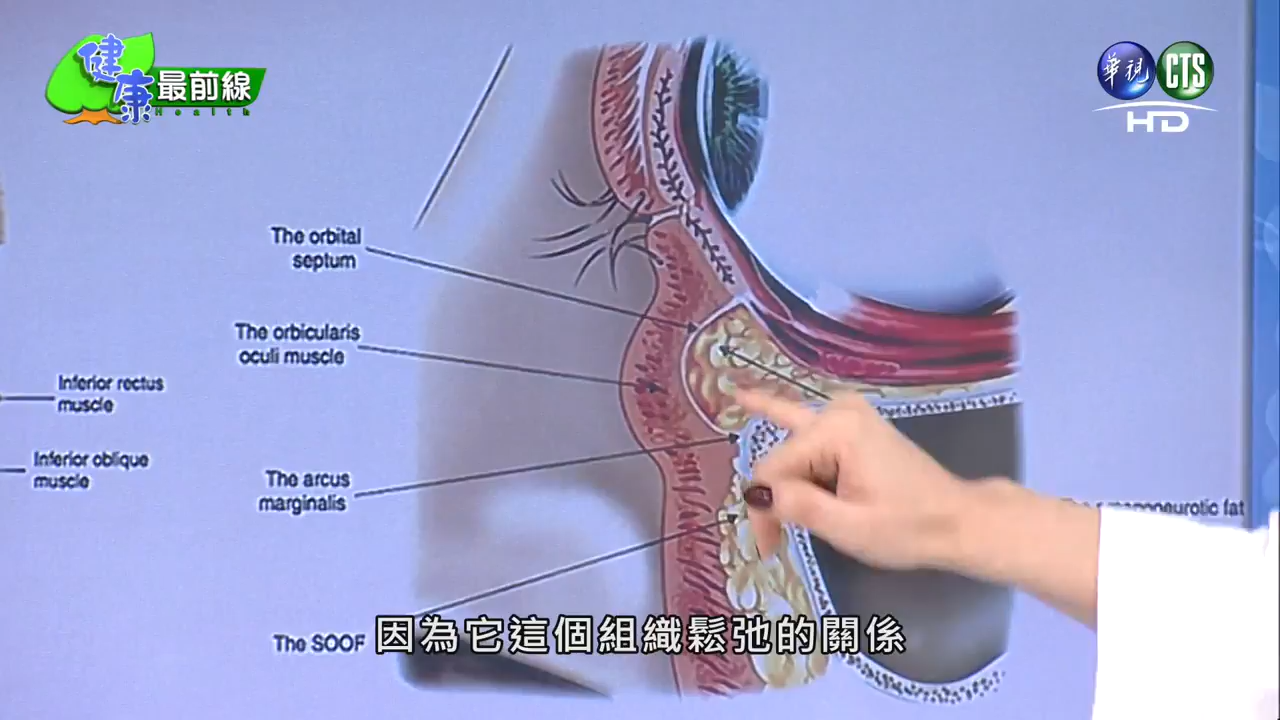 健康最前線
Health
華視 CTS
HD
The orbital
septum
The orbicularis
oculi muscle
Inferior rectus
muscle
Inferior oblique
muscle
The arcus
marginalis
fat
The SOOF
因為它這個組織鬆弛的關係